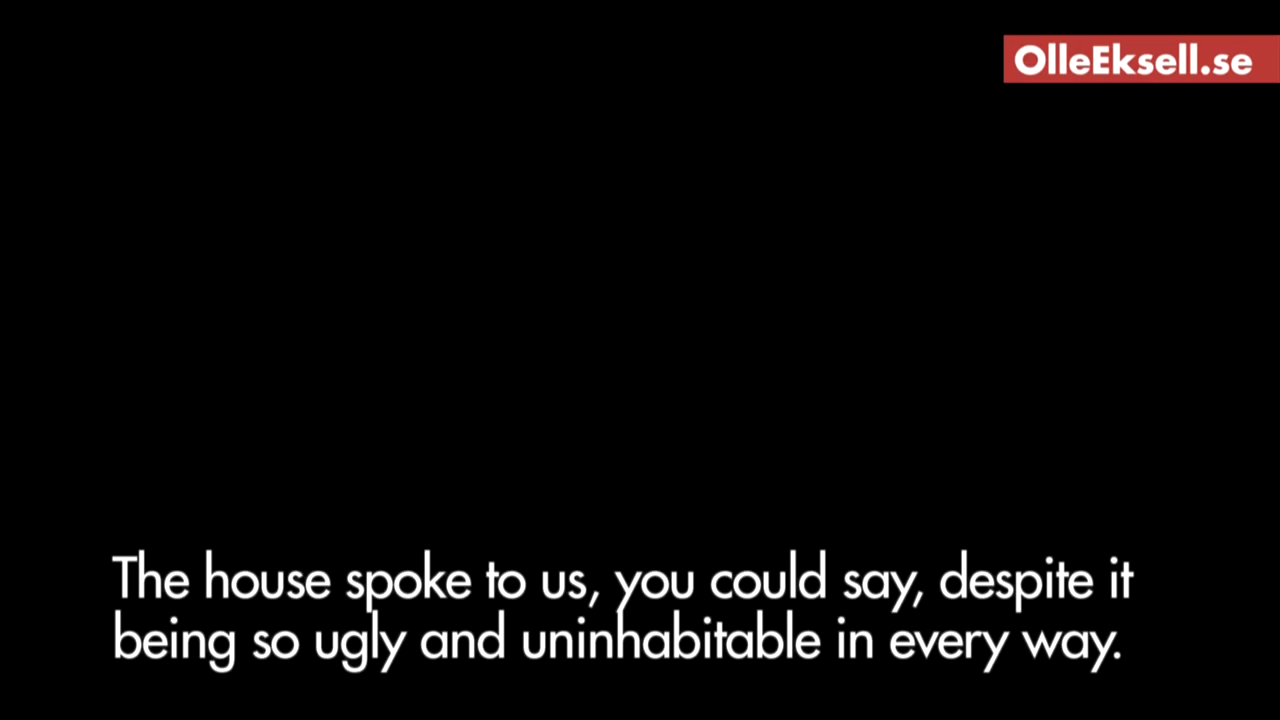 OlleEksell.se
The house spoke to us, you could say, despite it
being so ugly and uninhabitable in every way.